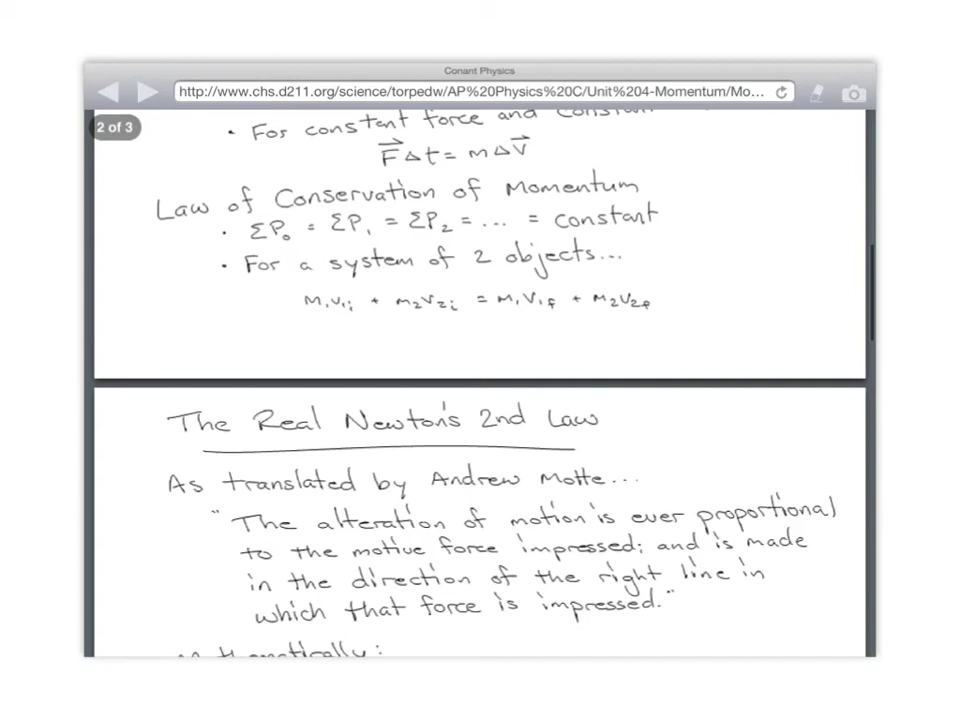 Conant Physics
http://www.chs.d211.org/science/torpedw/AP%20Physics%20C/Unit%204-Momentum/Mo...
2 of 3
• For constant force and constant
F⃗Δt = mΔv⃗
Law of Conservation of Momentum
• ΣP₀ = ΣP₁ = ΣP₂ = ... = constant
• For a system of 2 objects...
m₁v₁ᵢ + m₂v₂ᵢ = m₁v₁f + m₂v₂f
The Real Newton's 2nd Law
As translated by Andrew Motte...
"The alteration of motion is ever proportional
to the motive force impressed; and is made
in the direction of the right line in
which that force is impressed."
Mathematically: